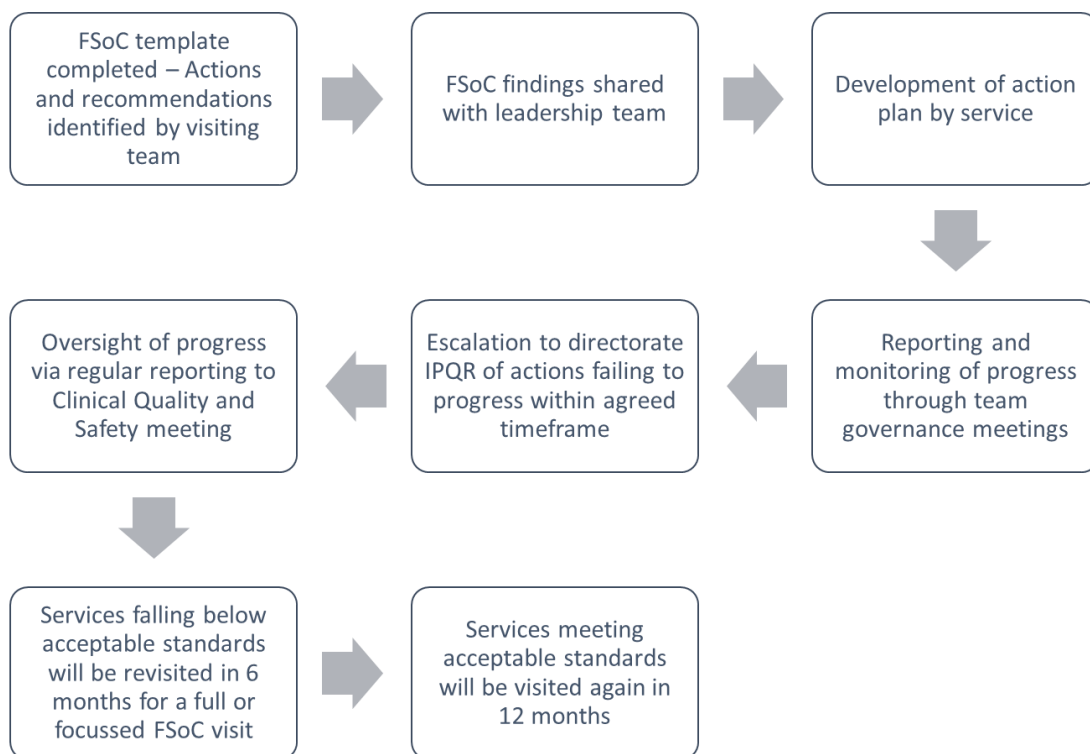 FSoC template
completed – Actions
and recommendations
identified by visiting
team
FSoC findings shared
with leadership team
Development of action
plan by service
Reporting and
monitoring of progress
through team
governance meetings
Escalation to directorate
IPQR of actions failing to
progress within agreed
timeframe
Oversight of progress
via regular reporting to
Clinical Quality and
Safety meeting
Services falling below
acceptable standards
will be revisited in 6
months for a full or
focussed FSoC visit
Services meeting
acceptable standards
will be visited again in
12 months